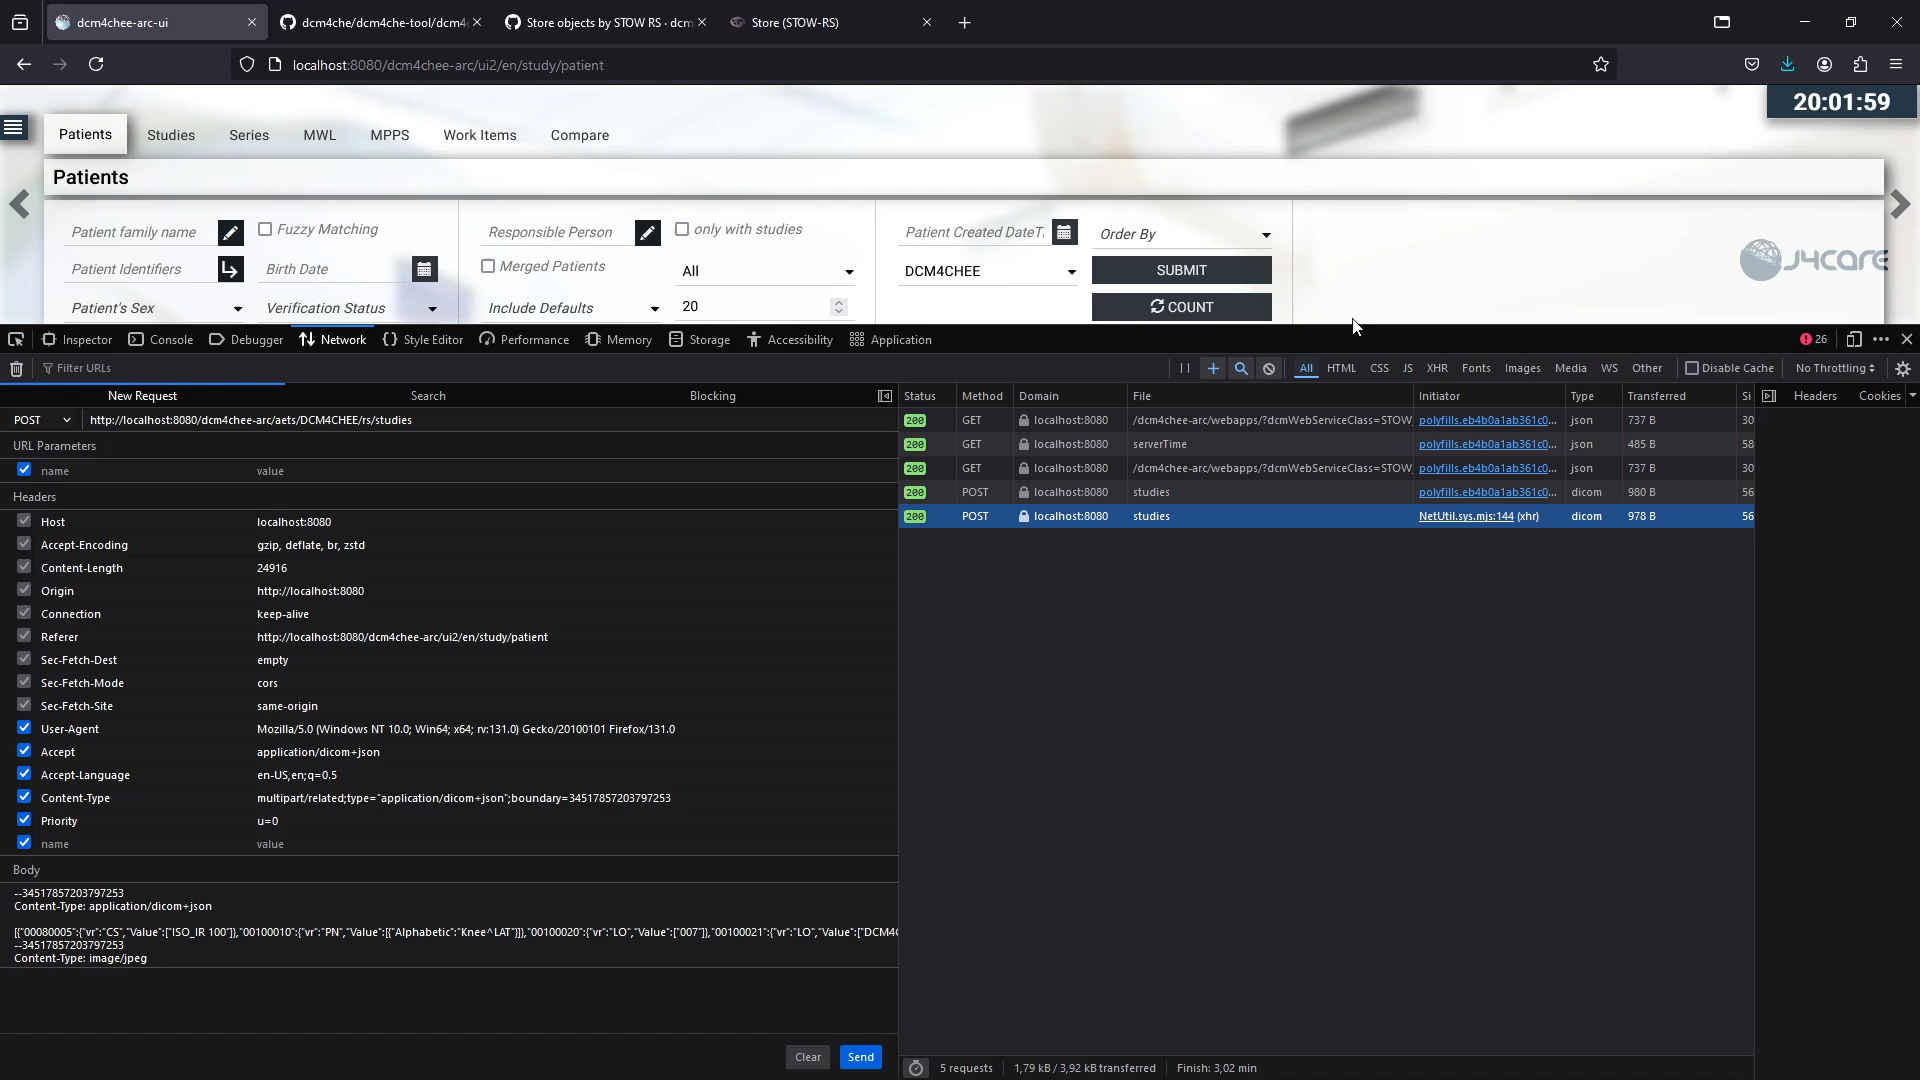 dcm4chee-arc-ui
dcm4che/dcm4che-tool/dcm4
Store objects by STOW RS · dcm
Store (STOW-RS)
localhost:8080/dcm4chee-arc/ui2/en/study/patient
20:01:59
Patients
Studies
Series
MWL
MPPS
Work Items
Compare
Patients
Patient family name
Fuzzy Matching
Responsible Person
only with studies
Patient Created DateTi
Order By
Patient Identifiers
Birth Date
Merged Patients
All
DCM4CHEE
SUBMIT
J4care
Patient's Sex
Verification Status
Include Defaults
20
COUNT
Inspector
Console
Debugger
Network
Style Editor
Performance
Memory
Storage
Accessibility
Application
26
Filter URLs
All
HTML
CSS
JS
XHR
Fonts
Images
Media
WS
Other
Disable Cache
No Throttling
New Request
Search
Blocking
POST
http://localhost:8080/dcm4chee-arc/aets/DCM4CHEE/rs/studies
URL Parameters
name value
Headers
Host localhost:8080
Accept-Encoding gzip, deflate, br, zstd
Content-Length 24916
Origin http://localhost:8080
Connection keep-alive
Referer http://localhost:8080/dcm4chee-arc/ui2/en/study/patient
Sec-Fetch-Dest empty
Sec-Fetch-Mode cors
Sec-Fetch-Site same-origin
User-Agent Mozilla/5.0 (Windows NT 10.0; Win64; x64; rv:131.0) Gecko/20100101 Firefox/131.0
Accept application/dicom+json
Accept-Language en-US,en;q=0.5
Content-Type multipart/related;type="application/dicom+json";boundary=34517857203797253
Priority u=0
name value
Body
--34517857203797253
Content-Type: application/dicom+json
[{"00080005":{"vr":"CS","Value":["ISO_IR 100"]},"00100010":{"vr":"PN","Value":[{"Alphabetic":"Knee^LAT"}]},"00100020":{"vr":"LO","Value":["007"]},"00100021":{"vr":"LO","Value":["DCM4C
--34517857203797253
Content-Type: image/jpeg
Clear
Send
Status Method Domain File Initiator Type Transferred Si
200 GET localhost:8080 /dcm4chee-arc/webapps/?dcmWebServiceClass=STOW_ polyfills.eb4b0a1ab361c0... json 737 B 30
200 GET localhost:8080 serverTime polyfills.eb4b0a1ab361c0... json 485 B 58
200 GET localhost:8080 /dcm4chee-arc/webapps/?dcmWebServiceClass=STOW_ polyfills.eb4b0a1ab361c0... json 737 B 30
200 POST localhost:8080 studies polyfills.eb4b0a1ab361c0... dicom 980 B 56
200 POST localhost:8080 studies NetUtil.sys.mjs:144 (xhr) dicom 978 B 56
Headers
Cookies
5 requests
1,79 kB / 3,92 kB transferred
Finish: 3,02 min